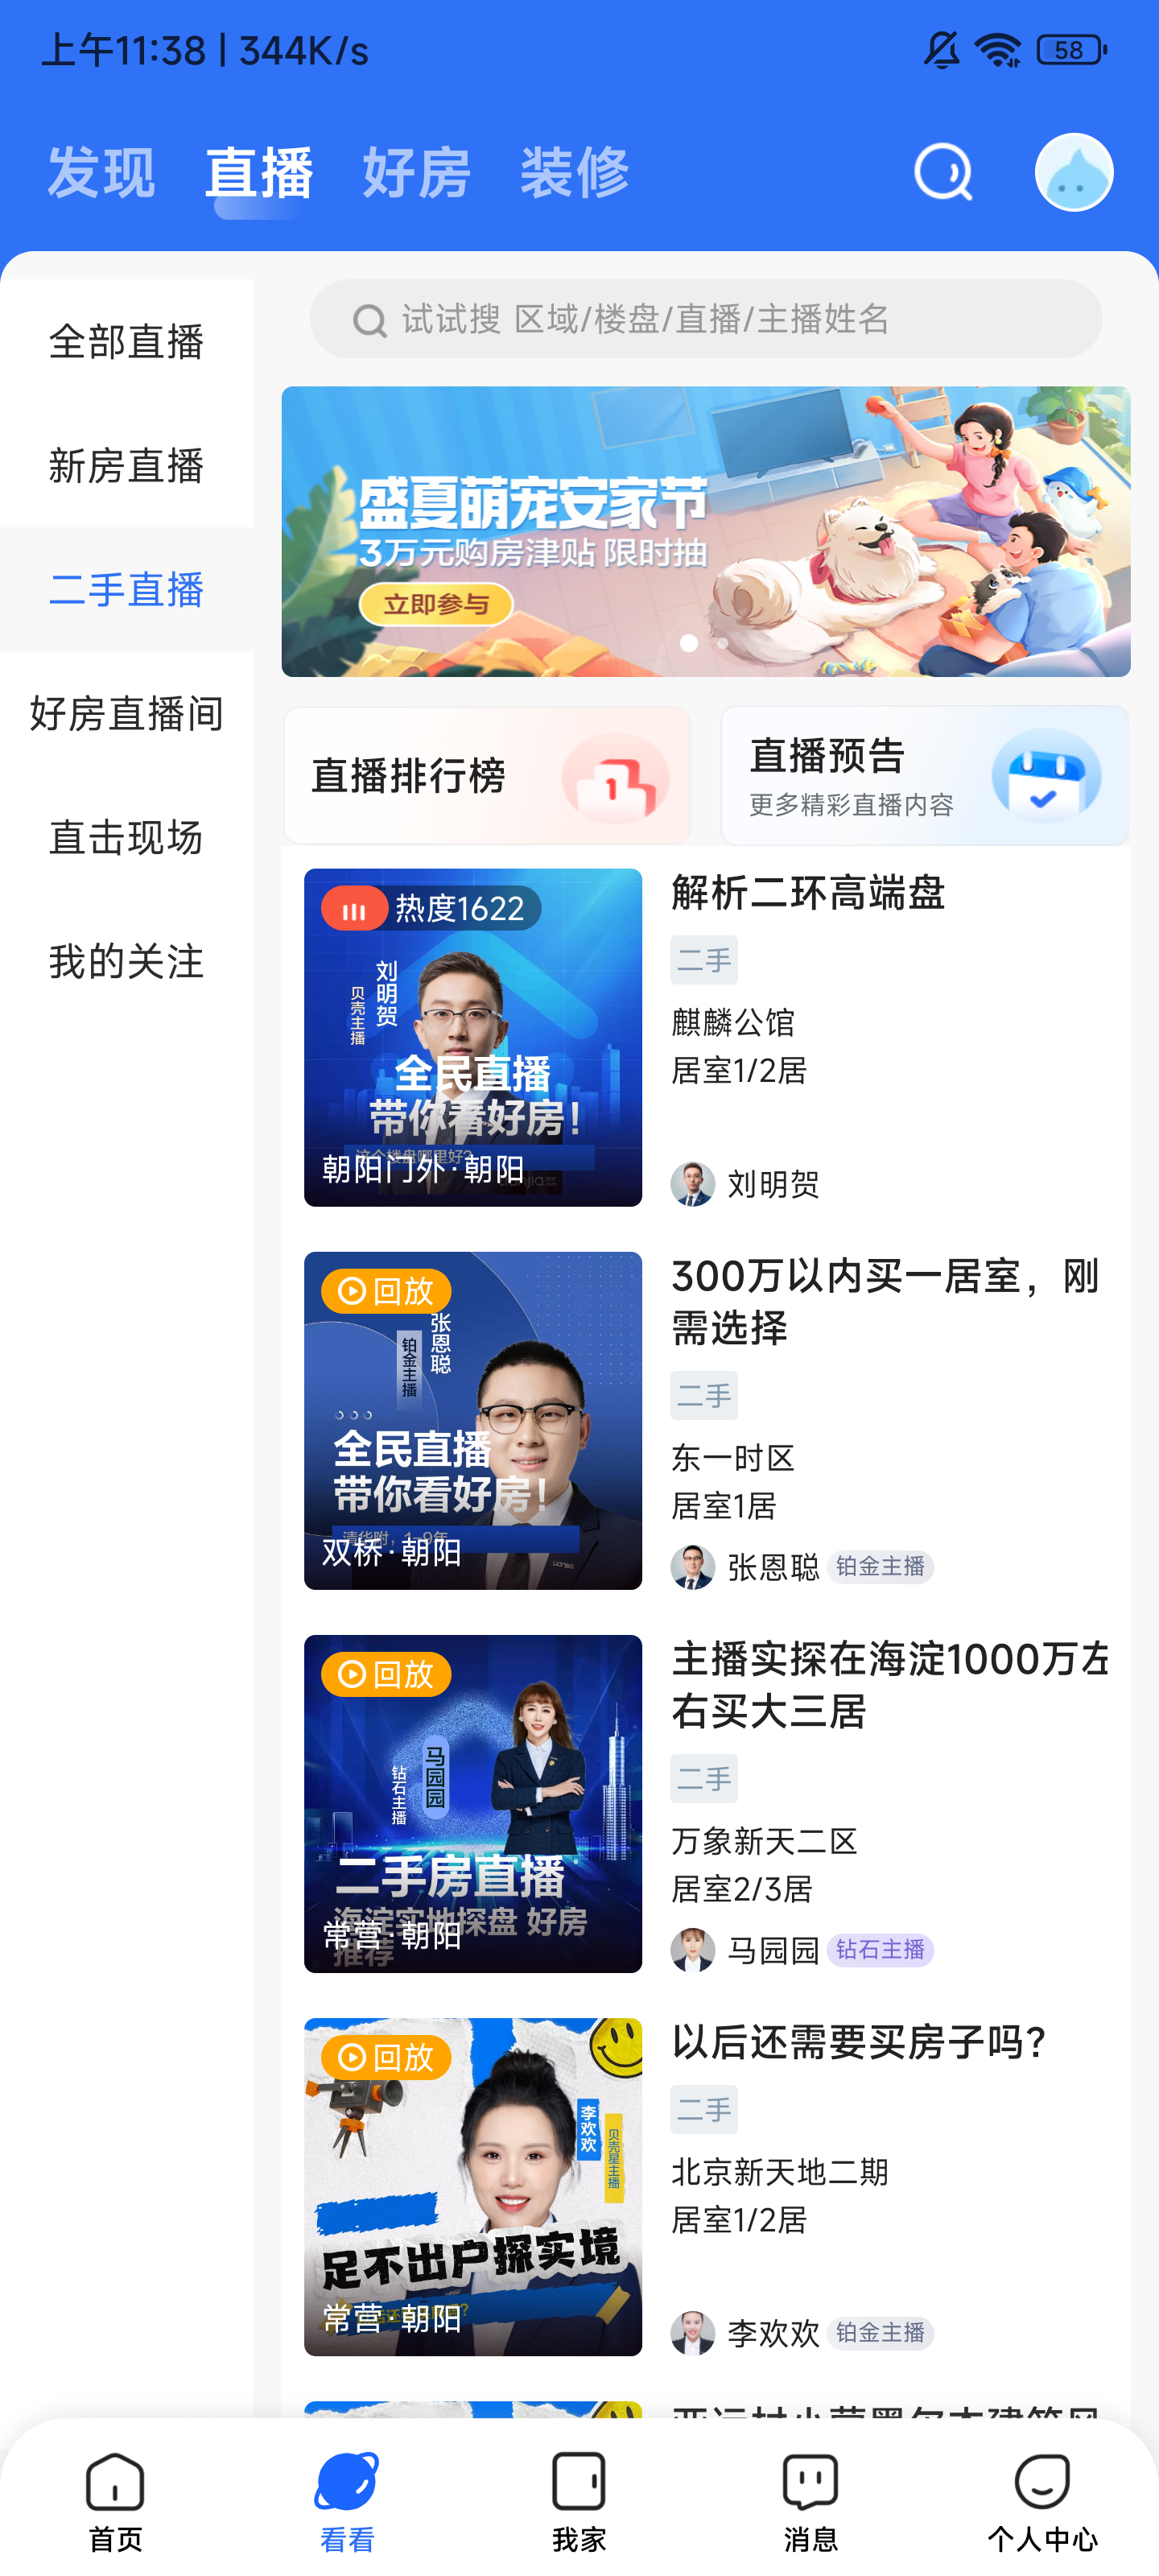 上午11:38 | 344K/s
58
发现 直播 好房 装修
试试搜 区域/楼盘/直播/主播姓名
全部直播
新房直播
二手直播
好房直播间
直击现场
我的关注
盛夏萌宠安家节
3万元购房津贴 限时抽
立即参与
直播排行榜
1
直播预告
更多精彩直播内容
热度1622
刘明贺
贝壳主播
全民直播
带你看好房!
这个楼盘哪里好?
朝阳门外·朝阳
解析二环高端盘
二手
麒麟公馆
居室1/2居
刘明贺
回放
张恩聪
铂金主播
全民直播
带你看好房!
清华附，1-9年
双桥·朝阳
300万以内买一居室，刚
需选择
二手
东一时区
居室1居
张恩聪 铂金主播
回放
马园园
钻石主播
二手房直播
海淀实地探盘 好房
推荐
常营·朝阳
主播实探在海淀1000万左
右买大三居
二手
万象新天二区
居室2/3居
马园园 钻石主播
回放
李欢欢
贝壳星主播
足不出户探实境
常营·朝阳
以后还需要买房子吗?
二手
北京新天地二期
居室1/2居
李欢欢 铂金主播
首页
看看
我家
消息
个人中心